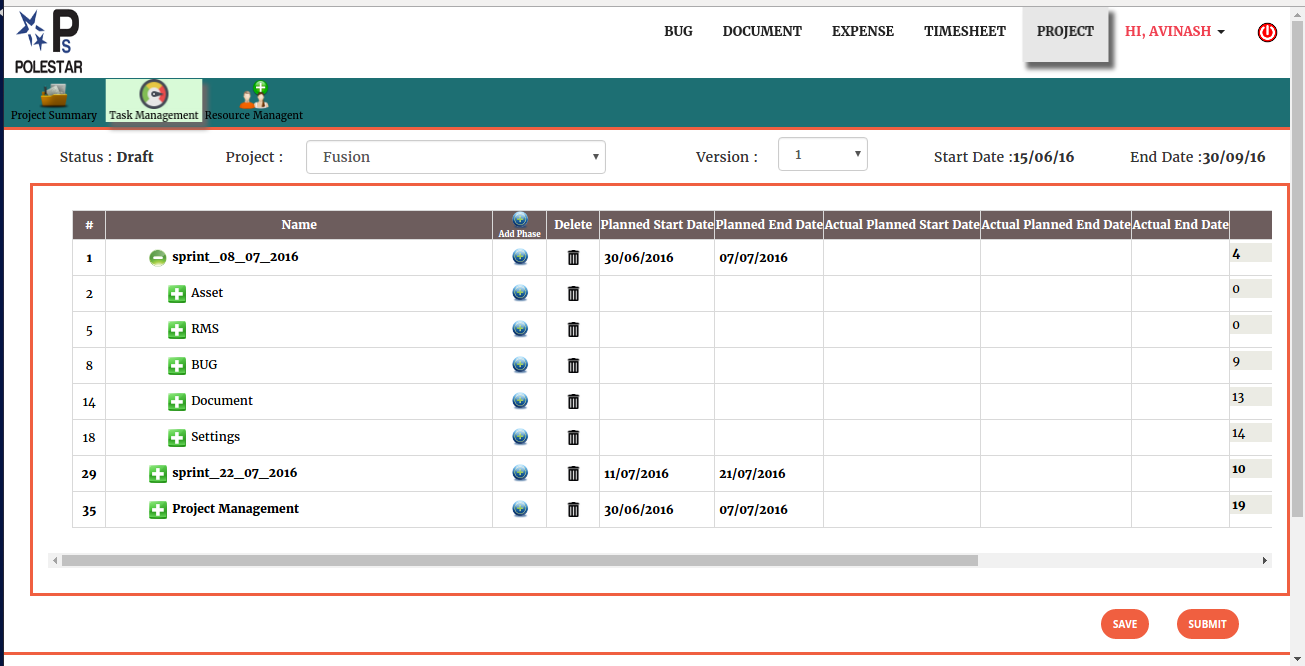 PS
POLESTAR
BUG DOCUMENT EXPENSE TIMESHEET PROJECT HI, AVINASH
Project Summary Task Management Resource Managent
Status : Draft Project : Fusion Version : 1 Start Date :15/06/16 End Date :30/09/16
# Name Add Phase Delete Planned Start Date Planned End Date Actual Planned Start Date Actual Planned End Date Actual End Date
1 sprint_08_07_2016 30/06/2016 07/07/2016 4
2 Asset 0
5 RMS 0
8 BUG 9
14 Document 13
18 Settings 14
29 sprint_22_07_2016 11/07/2016 21/07/2016 10
35 Project Management 30/06/2016 07/07/2016 19
SAVE SUBMIT